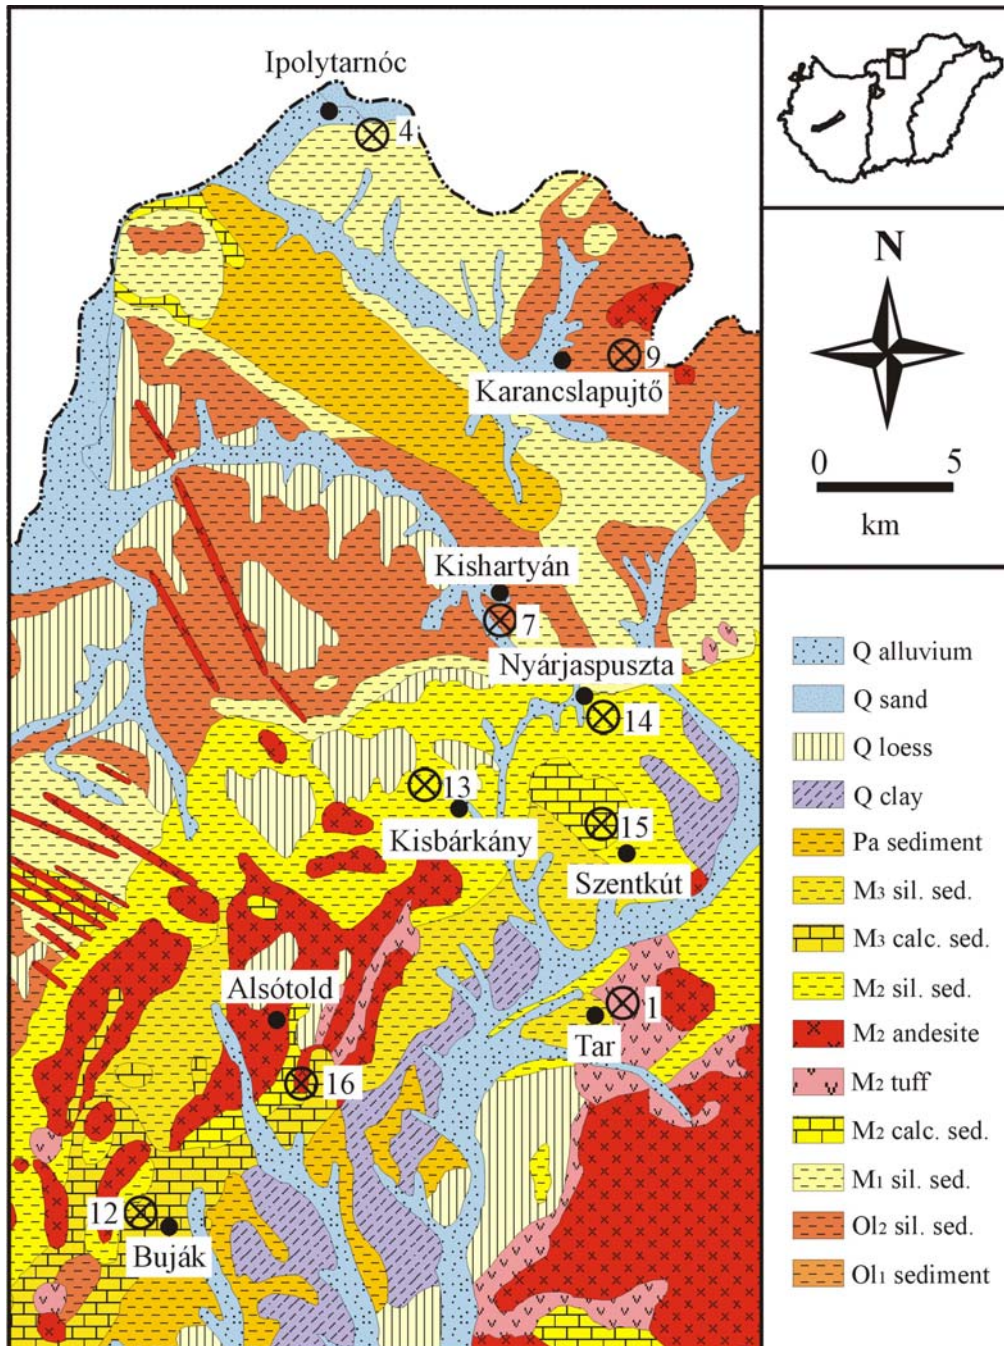 Ipolytarnóc
4
9
Karancslapujtő
Kishartyán
7
Nyárjaspuszta
14
13
Kisbárkány
15
Szentkút
Alsótold
1
Tar
16
12
Buják
N
0 5
km
Q alluvium
Q sand
Q loess
Q clay
Pa sediment
M3 sil. sed.
M3 calc. sed.
M2 sil. sed.
M2 andesite
M2 tuff
M2 calc. sed.
M1 sil. sed.
Ol2 sil. sed.
Ol1 sediment